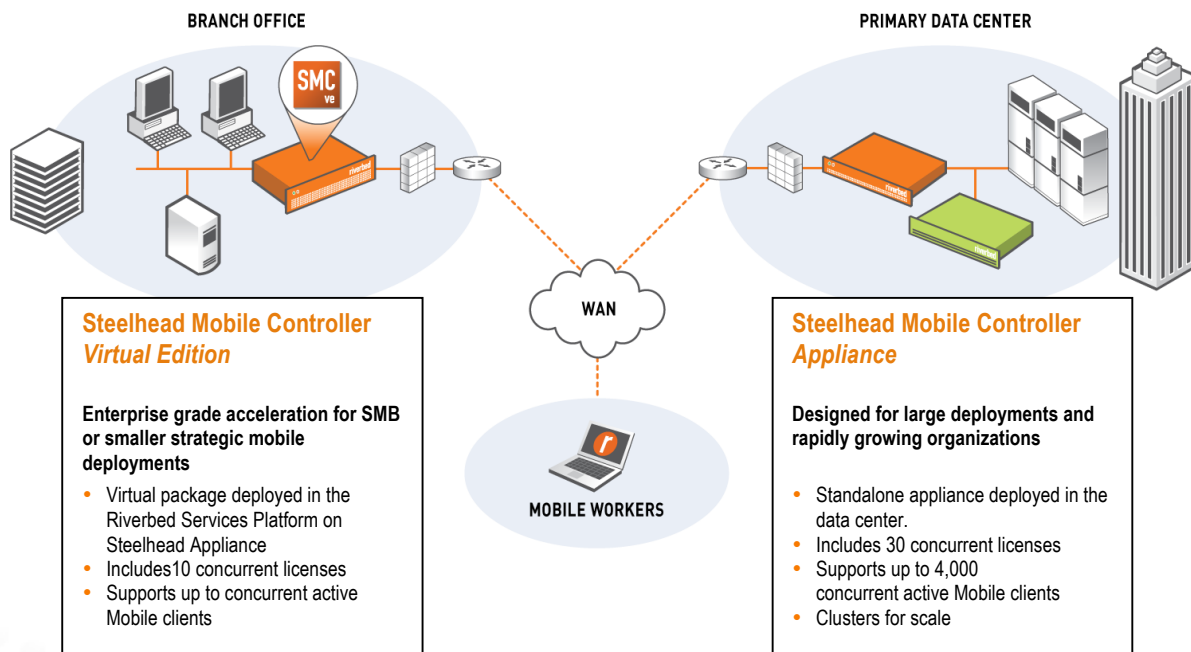 BRANCH OFFICE
PRIMARY DATA CENTER
SMC
ve
riverbed
riverbed
riverbed
WAN
r
MOBILE WORKERS
Steelhead Mobile Controller
Virtual Edition
Enterprise grade acceleration for SMB
or smaller strategic mobile
deployments
• Virtual package deployed in the
Riverbed Services Platform on
Steelhead Appliance
• Includes10 concurrent licenses
• Supports up to concurrent active
Mobile clients
Steelhead Mobile Controller
Appliance
Designed for large deployments and
rapidly growing organizations
• Standalone appliance deployed in the
data center.
• Includes 30 concurrent licenses
• Supports up to 4,000
concurrent active Mobile clients
• Clusters for scale